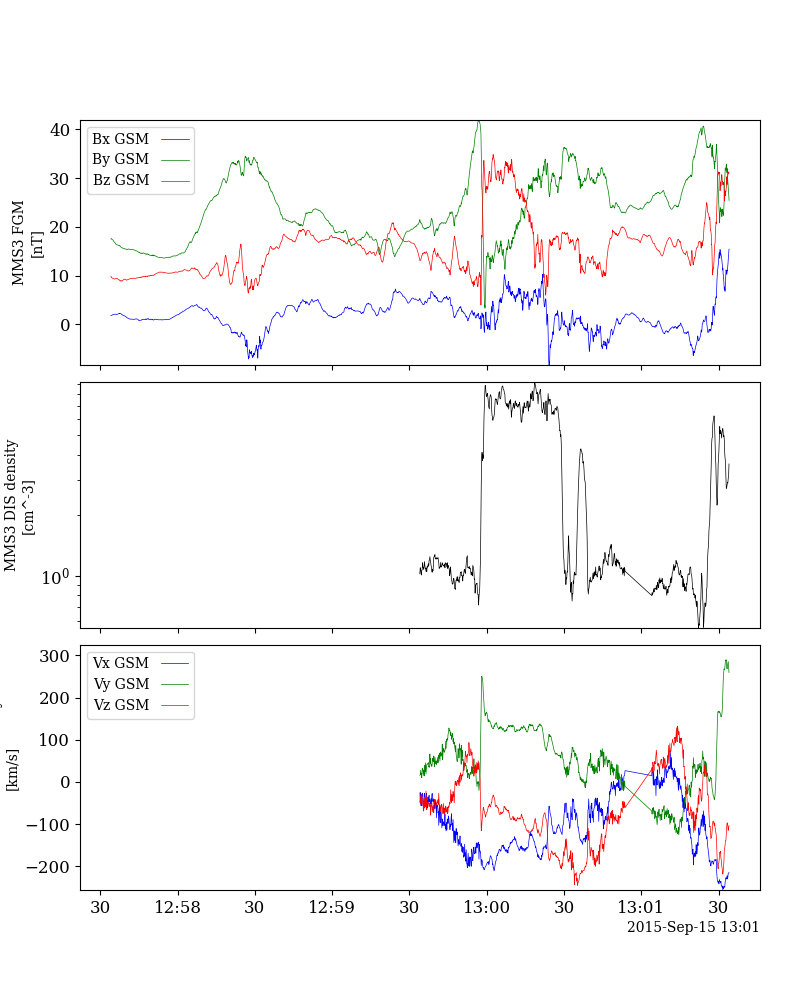 40
30
20
10
0
MMS3 FGM
[nT]
Bx GSM
By GSM
Bz GSM
10^0
MMS3 DIS density
[cm^-3]
300
200
100
0
−100
−200
[km/s]
Vx GSM
Vy GSM
Vz GSM
30 12:58 30 12:59 30 13:00 30 13:01 30
2015-Sep-15 13:01